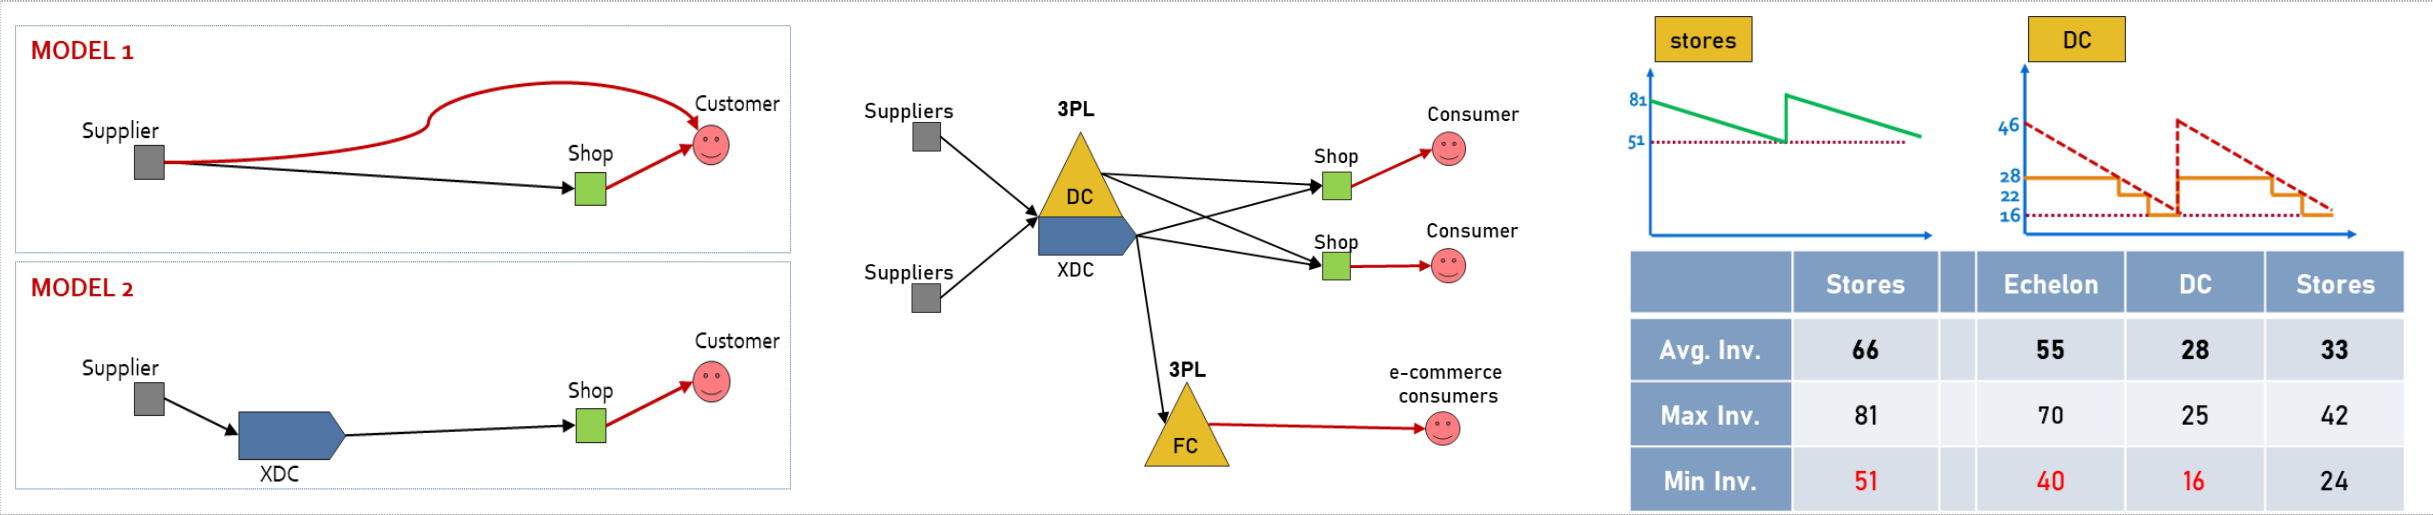 MODEL 1
Supplier
Shop
Customer
MODEL 2
Supplier
XDC
Shop
Customer
Suppliers
Suppliers
3PL
DC
XDC
Shop
Consumer
Shop
Consumer
3PL
FC
e-commerce
consumers
stores
81
51
DC
46
28
22
16
Stores Echelon DC Stores
Avg. Inv. 66 55 28 33
Max Inv. 81 70 25 42
Min Inv. 51 40 16 24